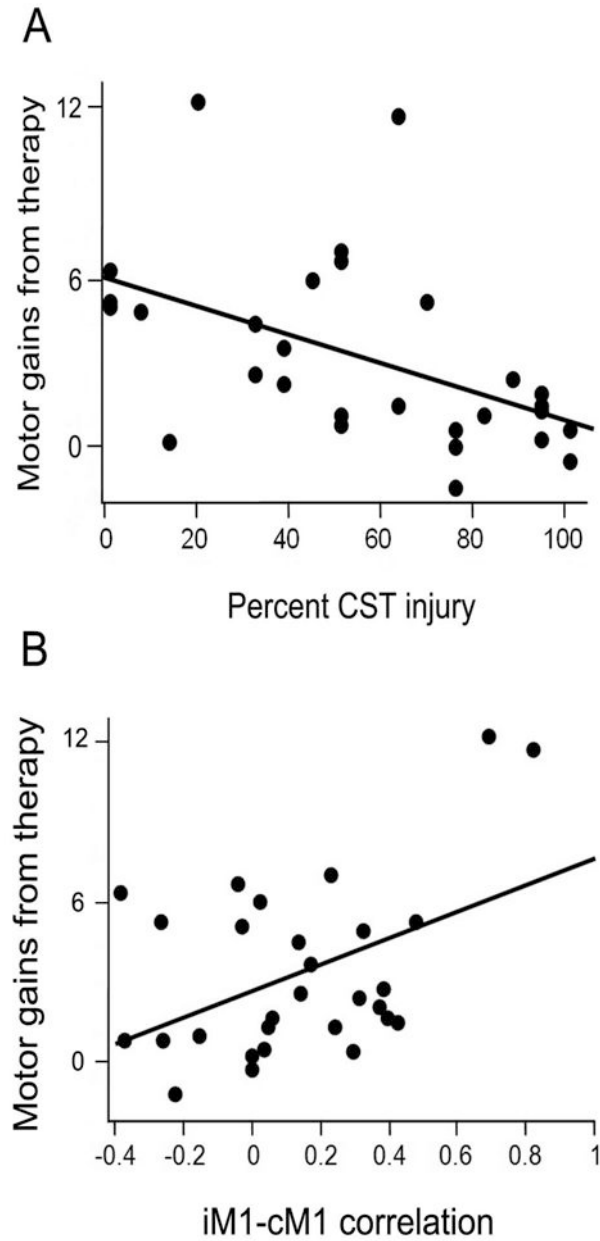 A
Motor gains from therapy
12
6
0
0 20 40 60 80 100
Percent CST injury
B
Motor gains from therapy
12
6
0
-0.4 -0.2 0 0.2 0.4 0.6 0.8 1
iM1-cM1 correlation